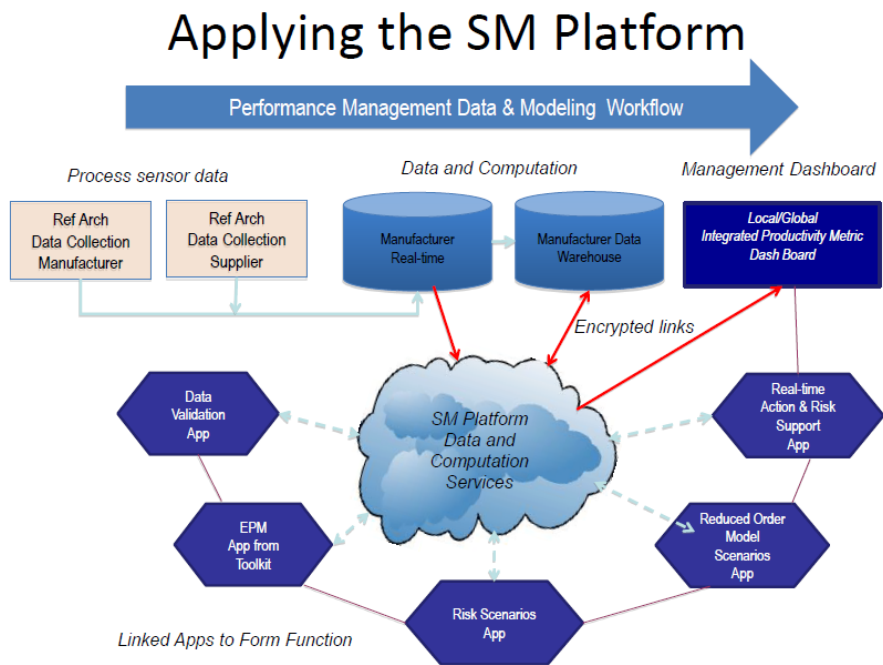 Applying the SM Platform
Performance Management Data & Modeling Workflow
Process sensor data
Data and Computation
Management Dashboard
Ref Arch
Data Collection
Manufacturer
Ref Arch
Data Collection
Supplier
Manufacturer
Real-time
Manufacturer Data
Warehouse
Local/Global
Integrated Productivity Metric
Dash Board
Encrypted links
Data
Validation
App
SM Platform
Data and
Computation
Services
Real-time
Action & Risk
Support
App
EPM
App from
Toolkit
Reduced Order
Model
Scenarios
App
Risk Scenarios
App
Linked Apps to Form Function